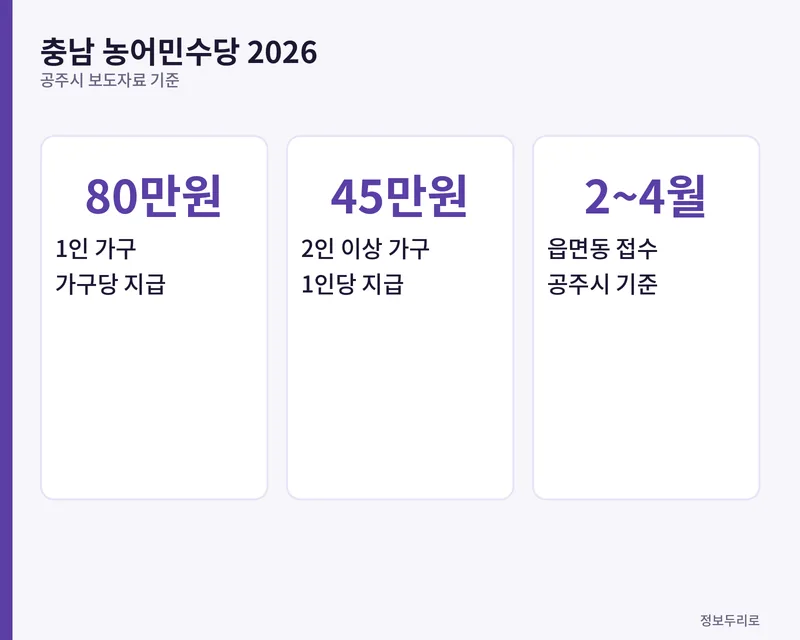 충남 농어민수당 2026
공주시 보도자료 기준
80만원
1인 가구
가구당 지급
45만원
2인 이상 가구
1인당 지급
2~4월
읍면동 접수
공주시 기준
정보두리로